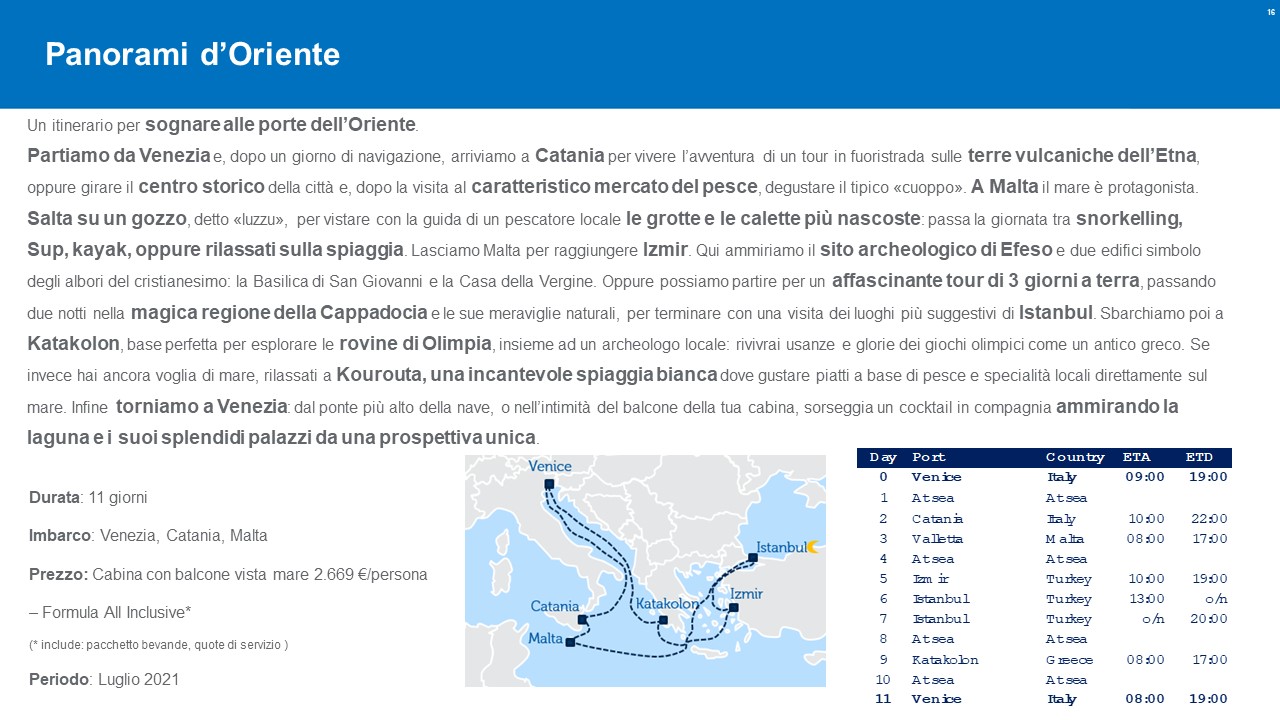 16
Panorami d’Oriente
Un itinerario per sognare alle porte dell’Oriente.
Partiamo da Venezia e, dopo un giorno di navigazione, arriviamo a Catania per vivere l’avventura di un tour in fuoristrada sulle terre vulcaniche dell’Etna,
oppure girare il centro storico della città e, dopo la visita al caratteristico mercato del pesce, degustare il tipico «cuoppo». A Malta il mare è protagonista.
Salta su un gozzo, detto «luzzu», per vistare con la guida di un pescatore locale le grotte e le calette più nascoste: passa la giornata tra snorkelling,
Sup, kayak, oppure rilassati sulla spiaggia. Lasciamo Malta per raggiungere Izmir. Qui ammiriamo il sito archeologico di Efeso e due edifici simbolo
degli albori del cristianesimo: la Basilica di San Giovanni e la Casa della Vergine. Oppure possiamo partire per un affascinante tour di 3 giorni a terra, passando
due notti nella magica regione della Cappadocia e le sue meraviglie naturali, per terminare con una visita dei luoghi più suggestivi di Istanbul. Sbarchiamo poi a
Katakolon, base perfetta per esplorare le rovine di Olimpia, insieme ad un archeologo locale: rivivrai usanze e glorie dei giochi olimpici come un antico greco. Se
invece hai ancora voglia di mare, rilassati a Kourouta, una incantevole spiaggia bianca dove gustare piatti a base di pesce e specialità locali direttamente sul
mare. Infine torniamo a Venezia: dal ponte più alto della nave, o nell’intimità del balcone della tua cabina, sorseggia un cocktail in compagnia ammirando la
laguna e i suoi splendidi palazzi da una prospettiva unica.
Durata: 11 giorni
Imbarco: Venezia, Catania, Malta
Prezzo: Cabina con balcone vista mare 2.669 €/persona
– Formula All Inclusive*
(* include: pacchetto bevande, quote di servizio )
Periodo: Luglio 2021
Venice
Istanbul
Izmir
Catania
Katakolon
Malta
Day Port Country ETA ETD
0 Venice Italy 09:00 19:00
1 At sea At sea
2 Catania Italy 10:00 22:00
3 Valletta Malta 08:00 17:00
4 At sea At sea
5 Izmir Turkey 10:00 19:00
6 Istanbul Turkey 13:00 o/n
7 Istanbul Turkey o/n 20:00
8 At sea At sea
9 Katakolon Greece 08:00 17:00
10 At sea At sea
11 Venice Italy 08:00 19:00